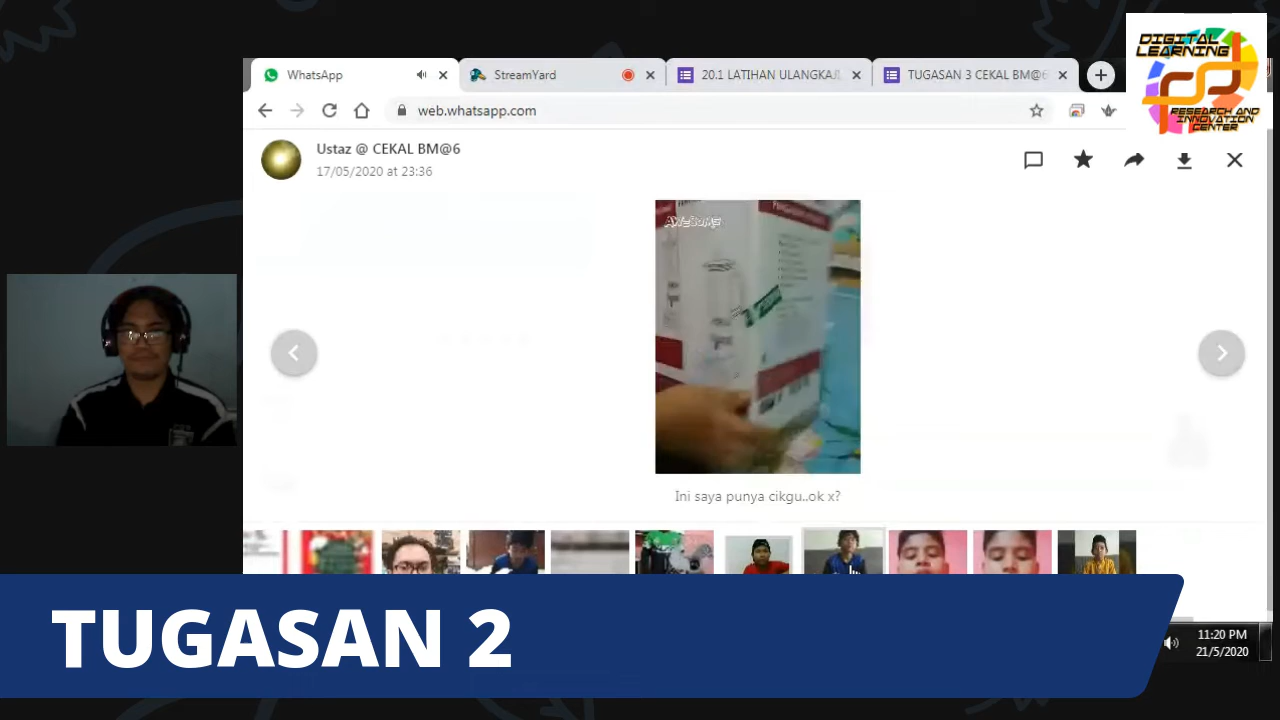 DIGITAL
LEARNING
RESEARCH AND
INNOVATION
CENTER
WhatsApp
StreamYard
20.1 LATIHAN ULANGKAJI
TUGASAN 3 CEKAL BM@6
web.whatsapp.com
Ustaz @ CEKAL BM@6
17/05/2020 at 23:36
AWESOME
Ini saya punya cikgu..ok x?
TUGASAN 2
11:20 PM
21/5/2020